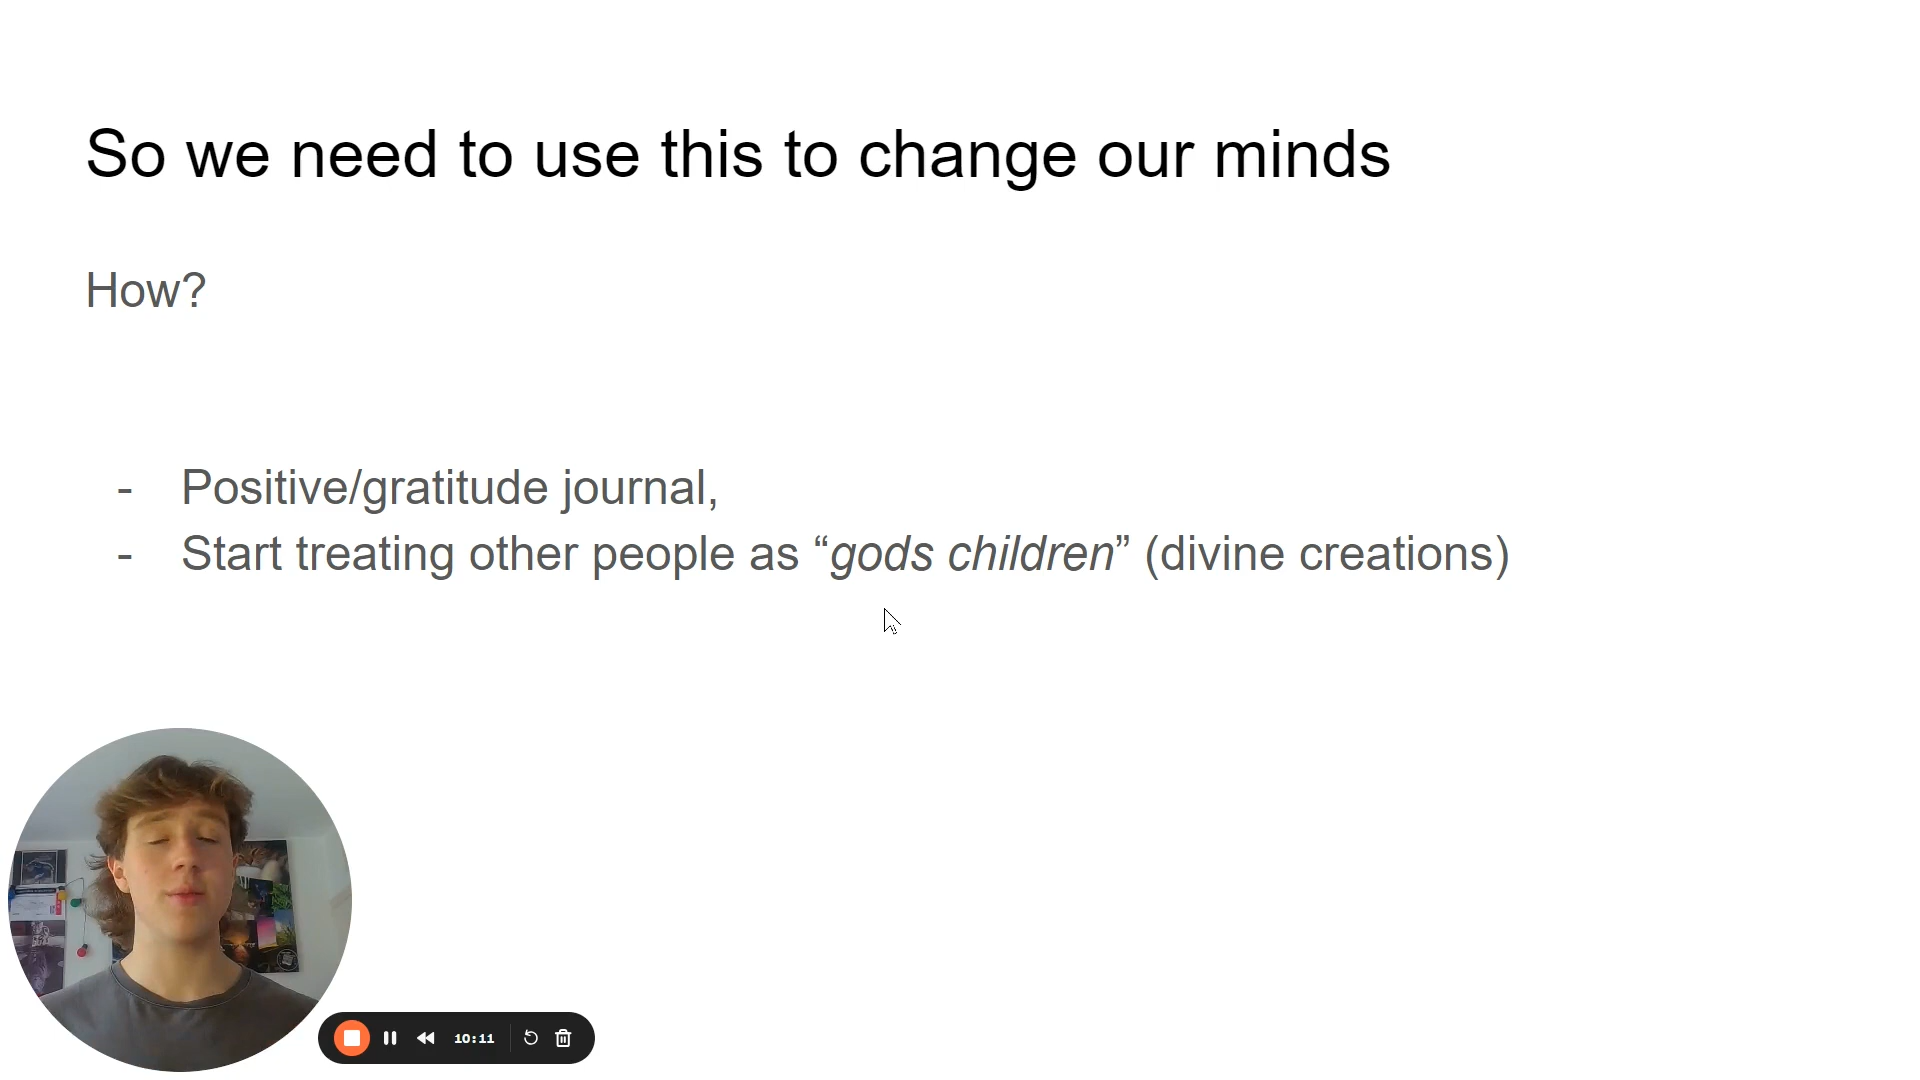 So we need to use this to change our minds
How?
- Positive/gratitude journal,
- Start treating other people as “gods children” (divine creations)
10:11